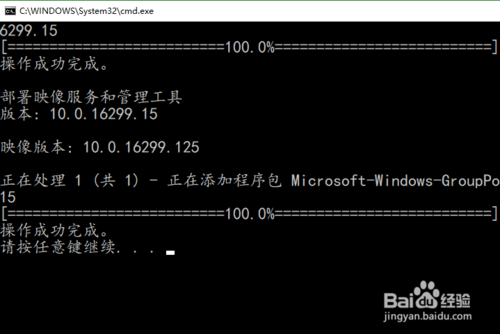 C:\WINDOWS\System32\cmd.exe
6299.15
[==========================100.0%==========================]
操作成功完成。
部署映像服务和管理工具
版本: 10.0.16299.15
映像版本: 10.0.16299.125
正在处理 1 (共 1) - 正在添加程序包 Microsoft-Windows-GroupPo
15
[==========================100.0%==========================]
操作成功完成。
请按任意键继续. . .
Baidu经验
jingyan.baidu.com